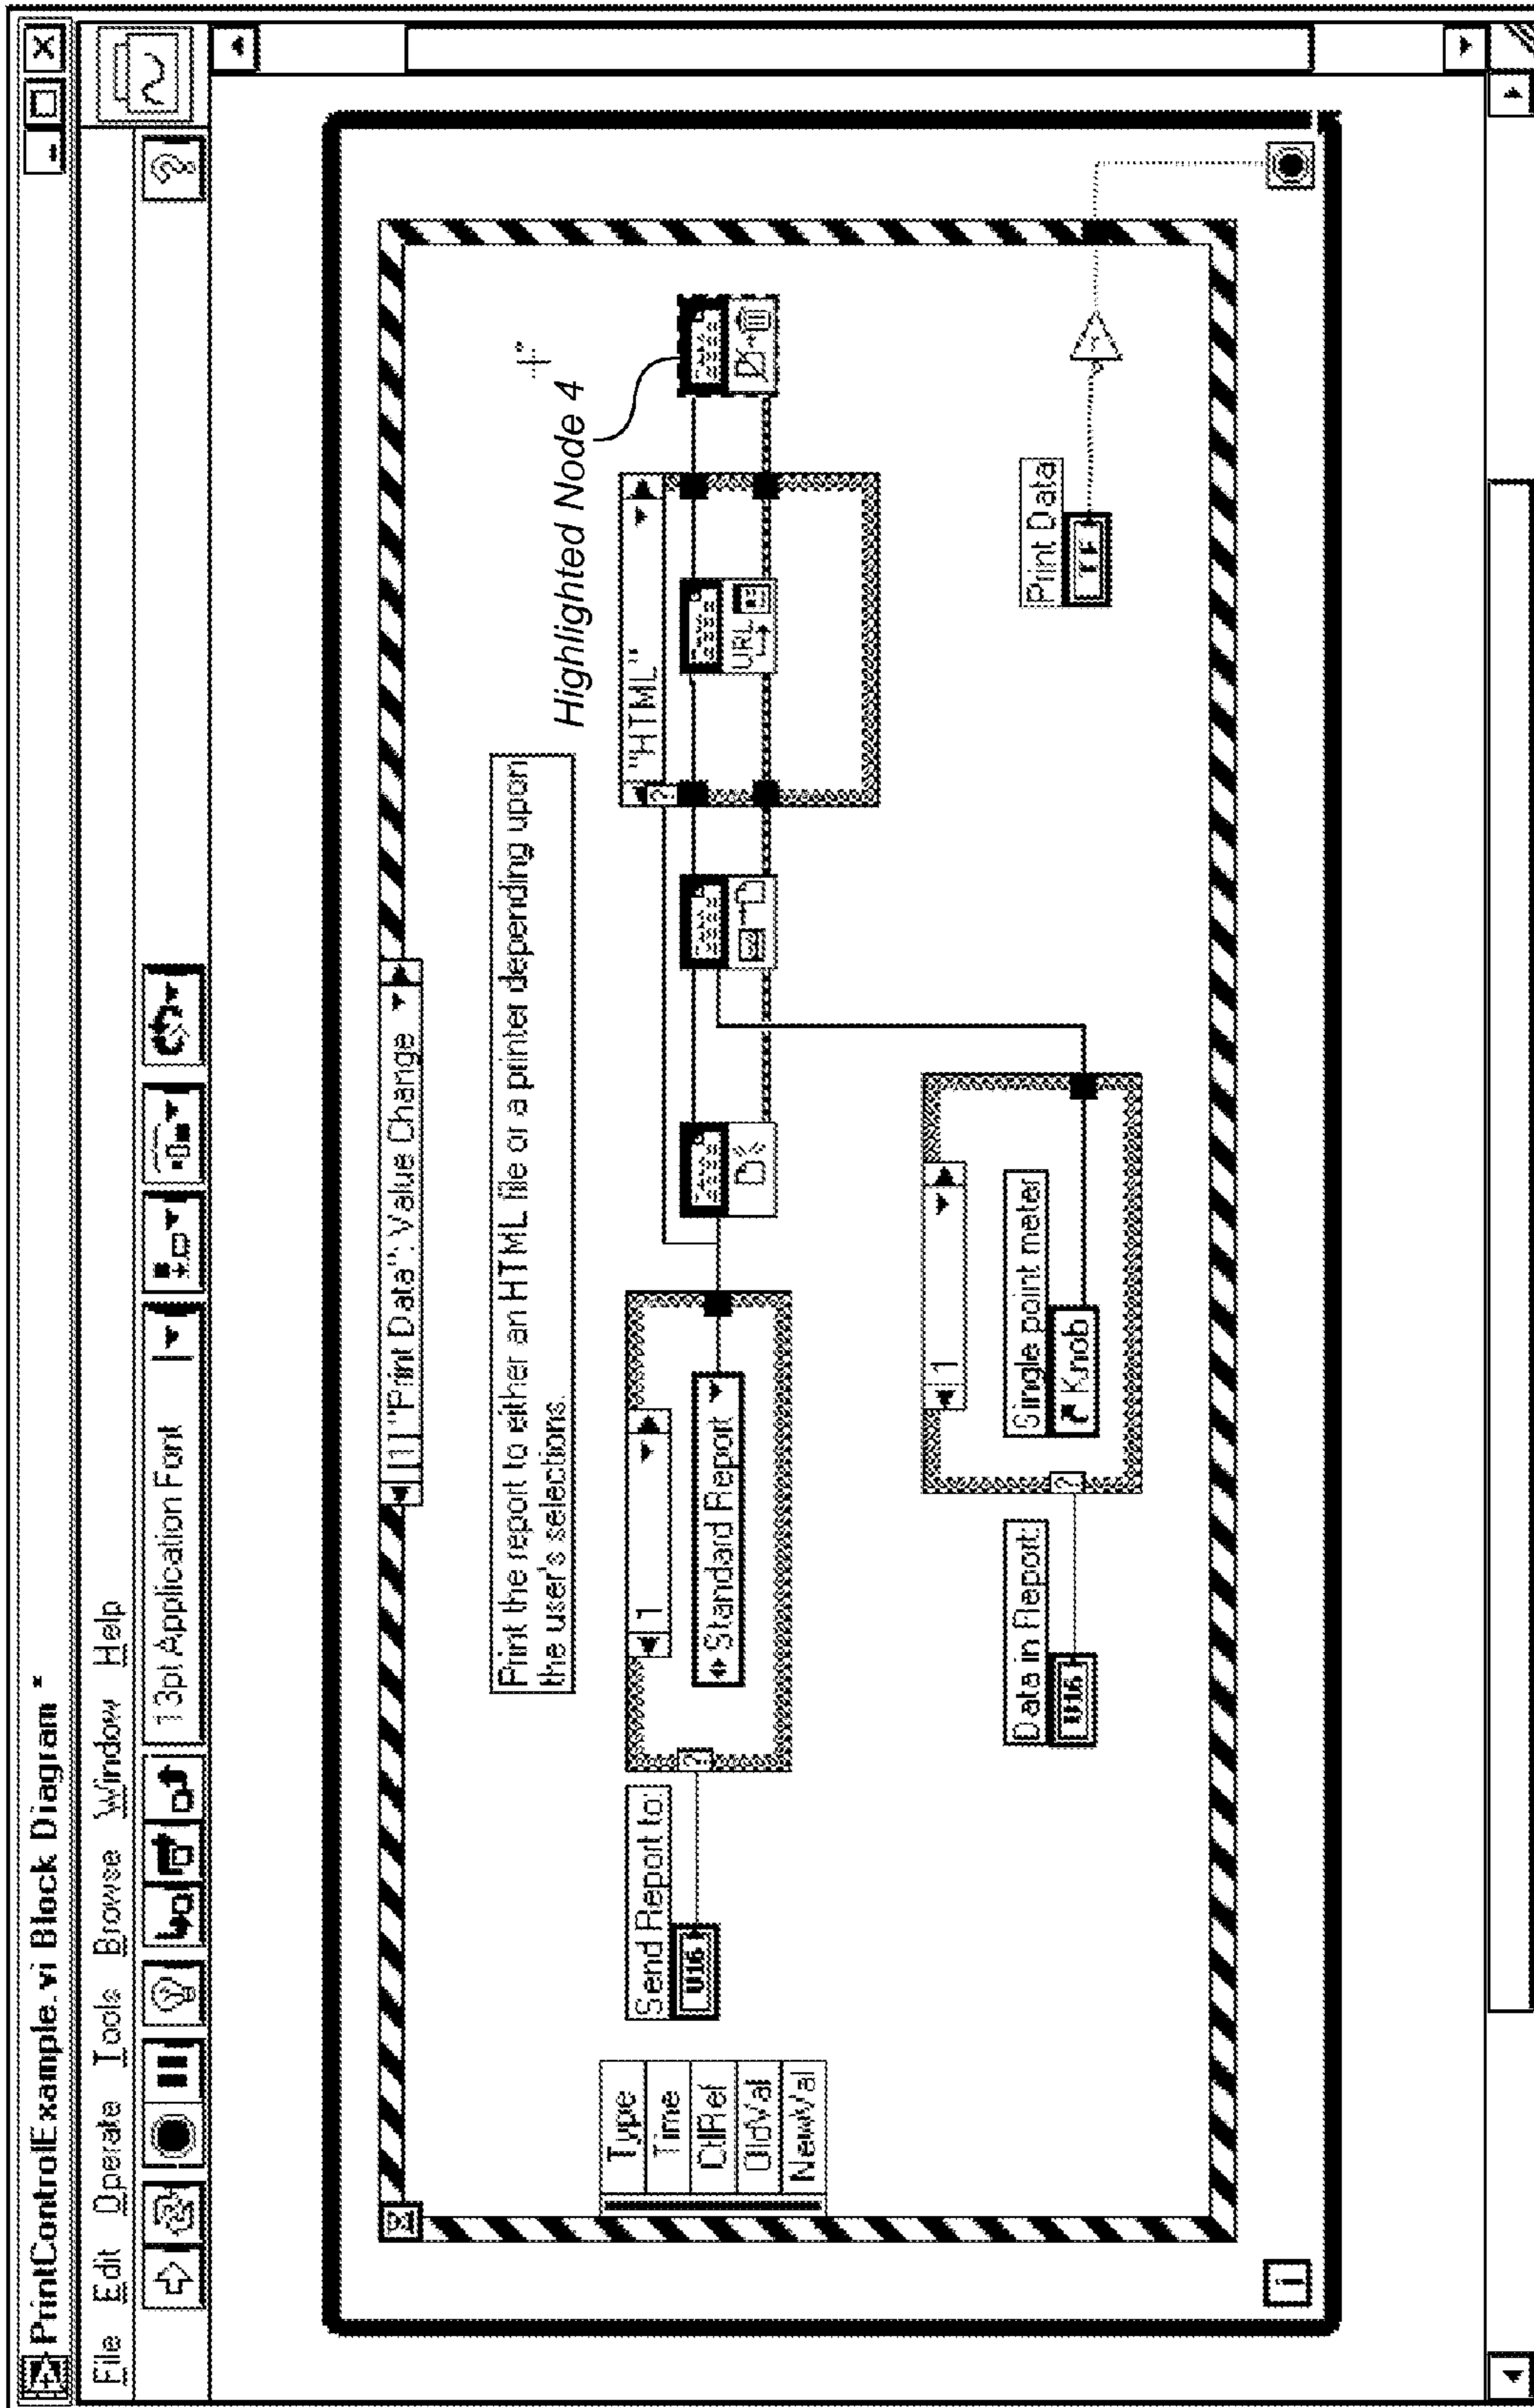 PrintControlExample.vi Block Diagram *
File Edit Operate Tools Browse Window Help
13pt Application Font
[1] "Print Data": Value Change
Print the report to either an HTML file or a printer depending upon
the user's selections.
Highlighted Node 4
Type
Time
CtlRef
OldVal
NewVal
Send Report to:
U16
1
Standard Report
"HTML"
URL
Data in Report:
U16
1
Single point meter
Knob
Print Data
TF
i